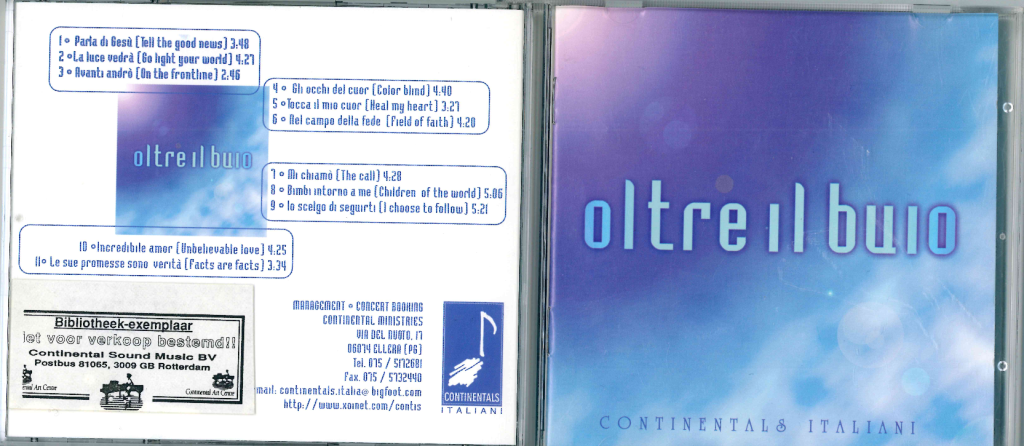 1 • Parla di Gesù (Tell the good news) 3:48
2 • La luce vedrà (Go light your world) 4:27
3 • Avanti andrò (On the frontline) 2:46
4 • Gli occhi del cuor (Color blind) 4:40
5 • Tocca il mio cuor (Heal my heart) 3:27
6 • Nel campo della fede (Field of faith) 4:20
oltre il buio
7 • Mi chiamò (The call) 4:28
8 • Bimbi intorno a me (Children of the world) 5:06
9 • Io scelgo di seguirti (I choose to follow) 5:21
10 • Incredibile amor (Unbelievable love) 4:25
11 • Le sue promesse sono verità (Facts are facts) 3:34
Bibliotheek-exemplaar
iet voor verkoop bestemd!!
Continental Sound Music BV
Postbus 81065, 3009 GB Rotterdam
Art Centre
Continental Art Centre
MANAGEMENT • CONCERT BOOKING
CONTINENTAL MINISTRIES
VIA DEL
06074 ELLERA (PG)
Tel. 075 / 5172681
Fax. 075 / 5732440
mail: continentals.italia@bigfoot.com
http://www.xoinet.com/contis
CONTINENTALS
ITALIANI
oltre il buio
CONTINENTALS ITALIANI